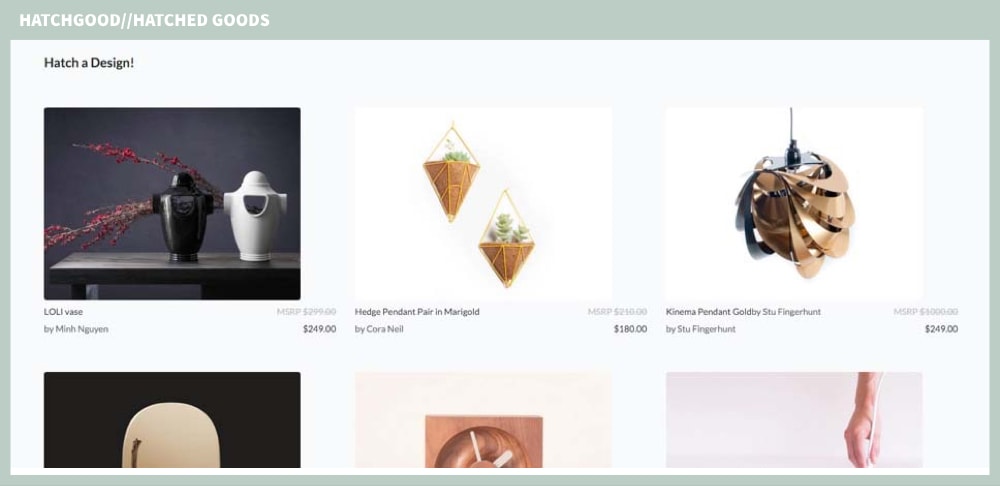 HATCHGOOD//HATCHED GOODS
Hatch a Design!
LOLI vase MSRP $299.00
by Minh Nguyen $249.00
Hedge Pendant Pair in Marigold MSRP $210.00
by Cora Neil $180.00
Kinema Pendant Goldby Stu Fingerhunt MSRP $1000.00
by Stu Fingerhunt $249.00